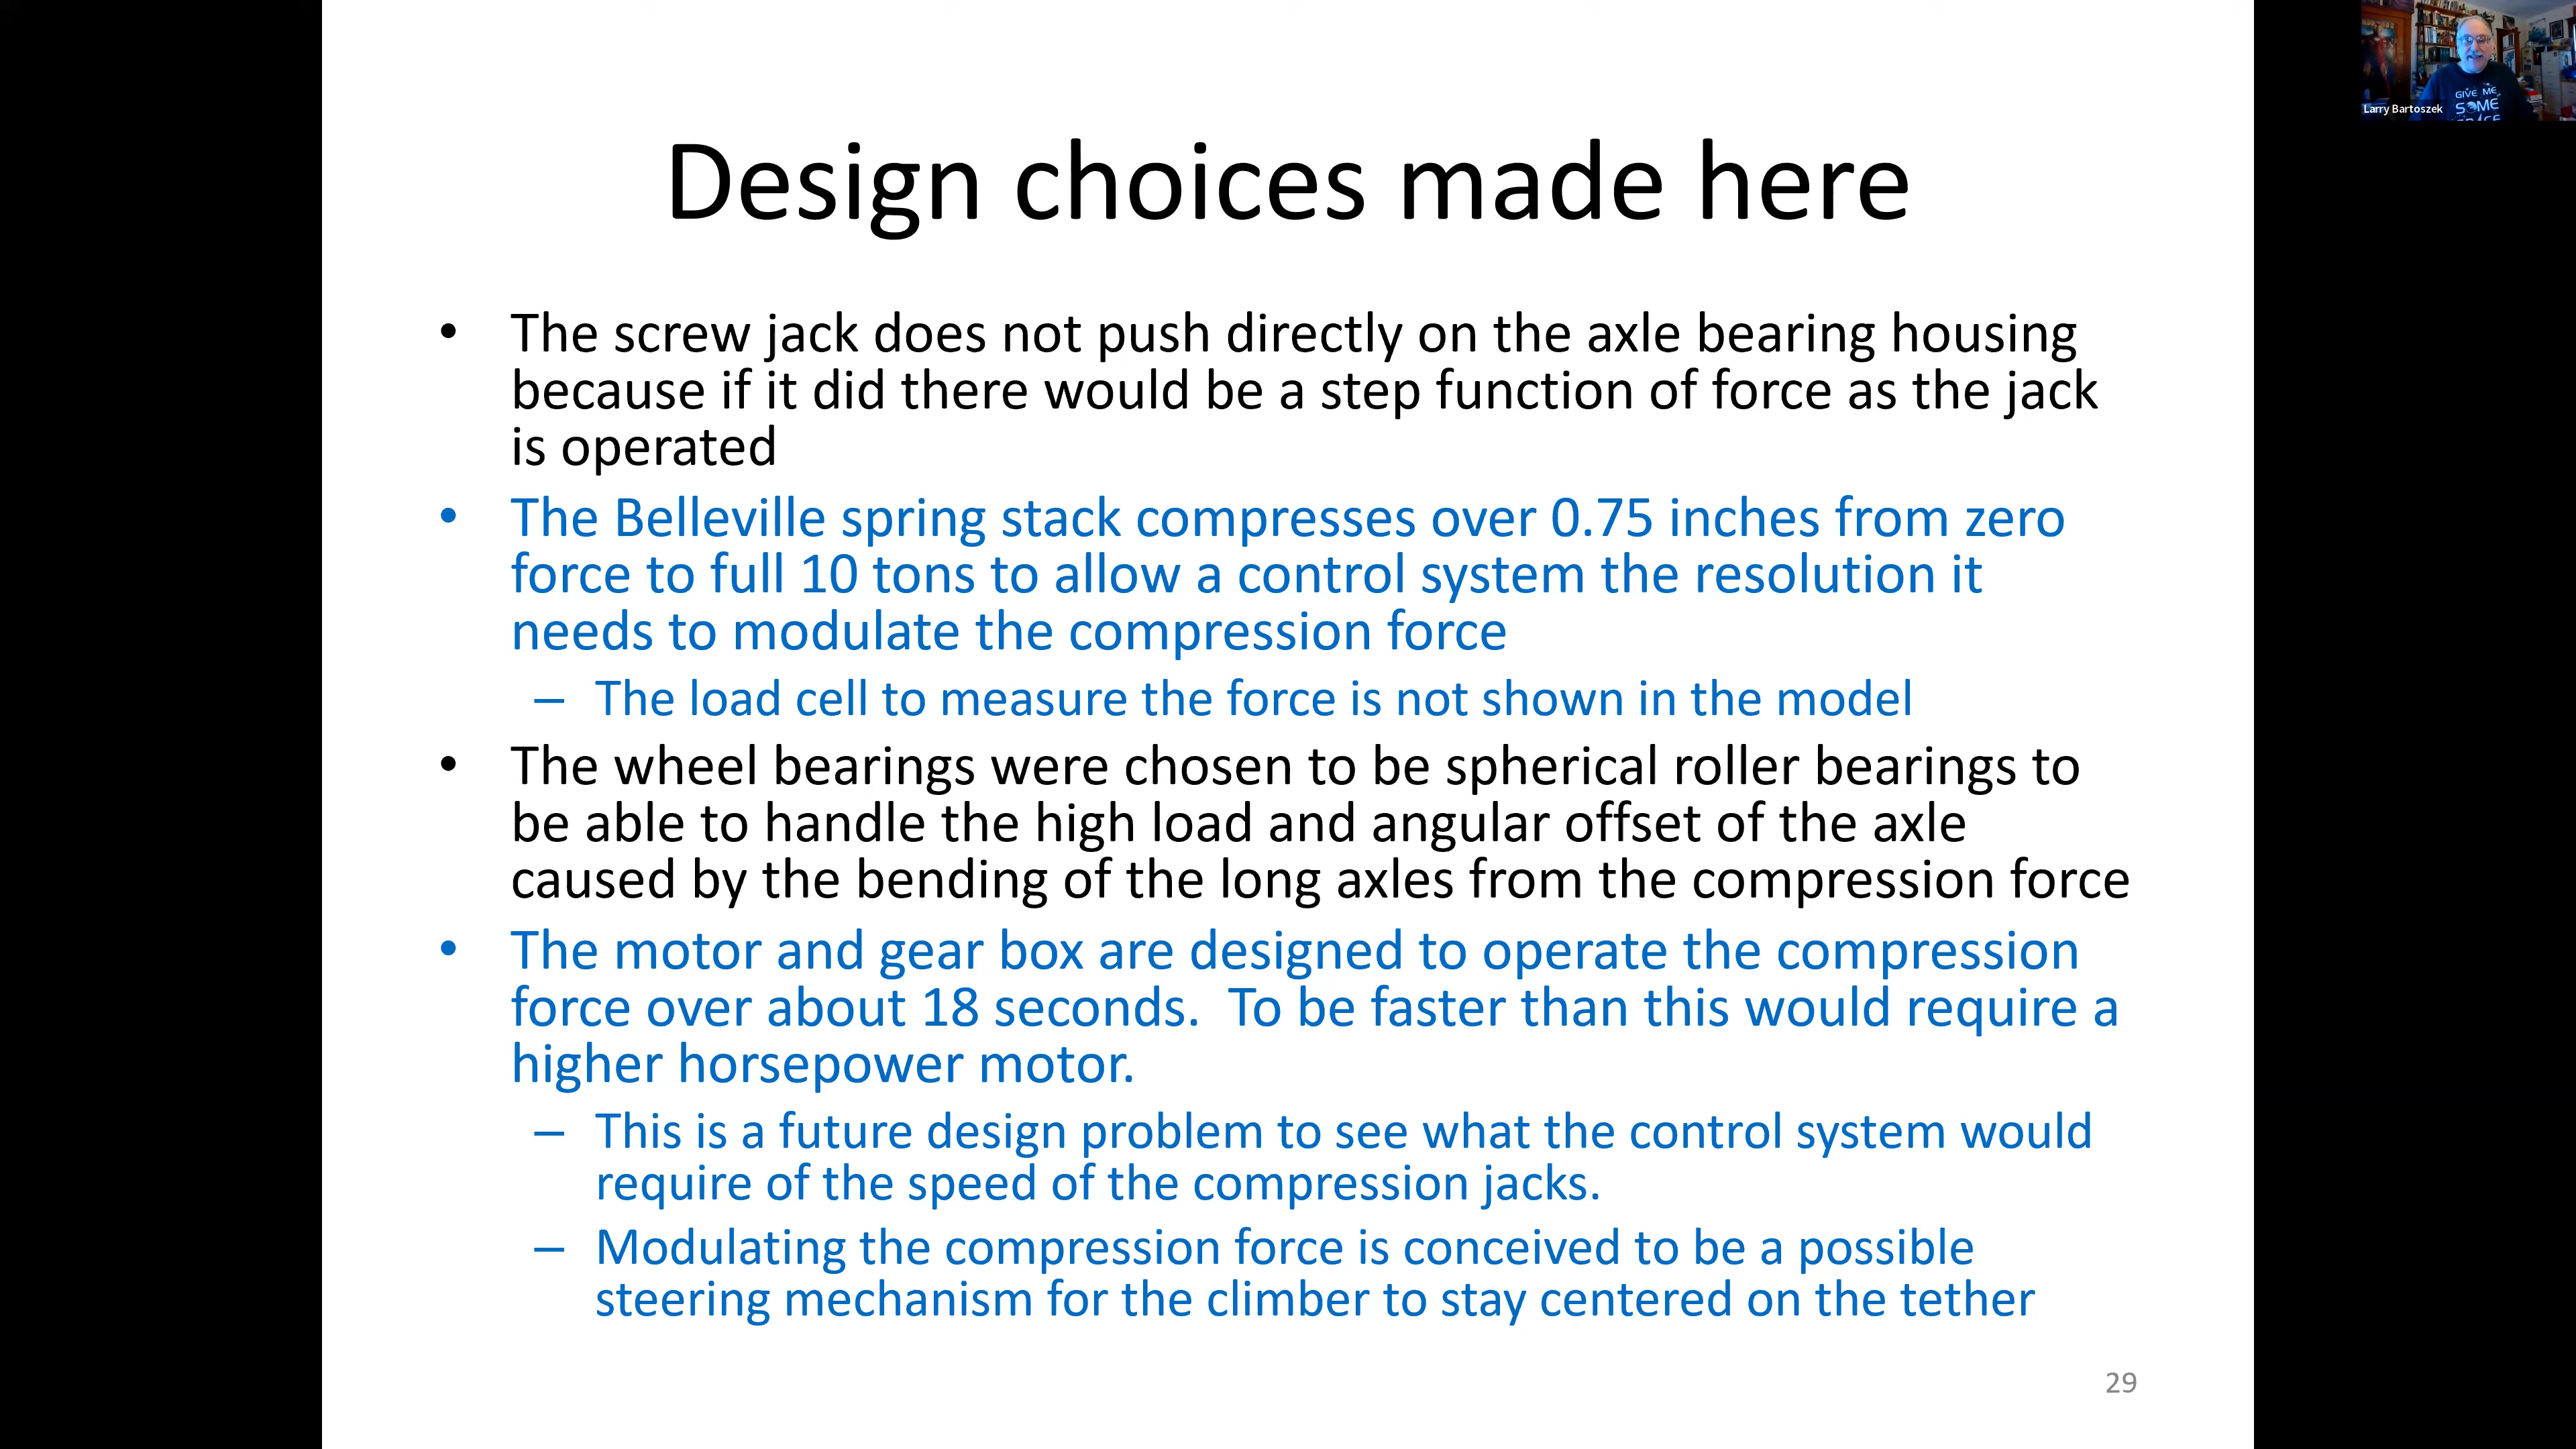 Design choices made here
• The screw jack does not push directly on the axle bearing housing
because if it did there would be a step function of force as the jack
is operated
• The Belleville spring stack compresses over 0.75 inches from zero
force to full 10 tons to allow a control system the resolution it
needs to modulate the compression force
– The load cell to measure the force is not shown in the model
• The wheel bearings were chosen to be spherical roller bearings to
be able to handle the high load and angular offset of the axle
caused by the bending of the long axles from the compression force
• The motor and gear box are designed to operate the compression
force over about 18 seconds.  To be faster than this would require a
higher horsepower motor.
– This is a future design problem to see what the control system would
require of the speed of the compression jacks.
– Modulating the compression force is conceived to be a possible
steering mechanism for the climber to stay centered on the tether
29
Larry Bartoszek
GIVE ME
SOME